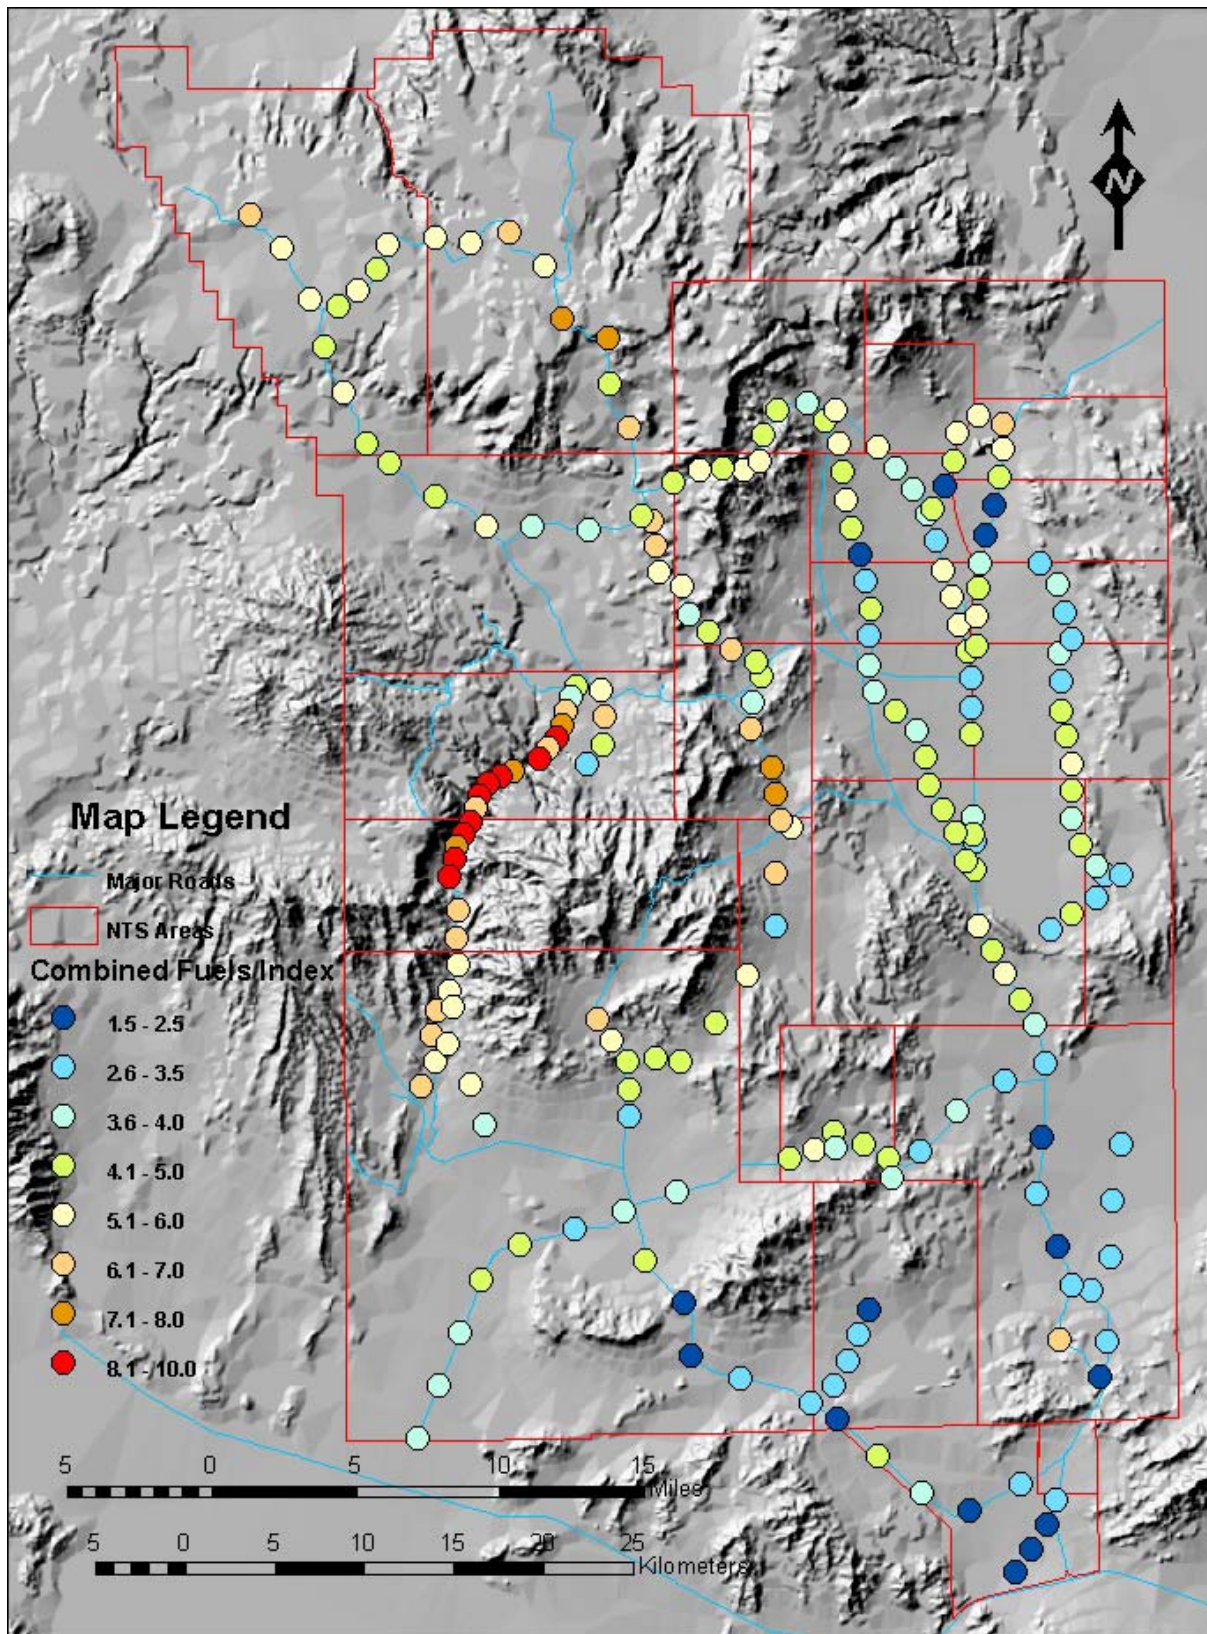 N
Map Legend
Major Roads
NTS Areas
Combined Fuels Index
1.5 - 2.5
2.6 - 3.5
3.6 - 4.0
4.1 - 5.0
5.1 - 6.0
6.1 - 7.0
7.1 - 8.0
8.1 - 10.0
5 0 5 10 15
Miles
5 0 5 10 15 20 25
Kilometers